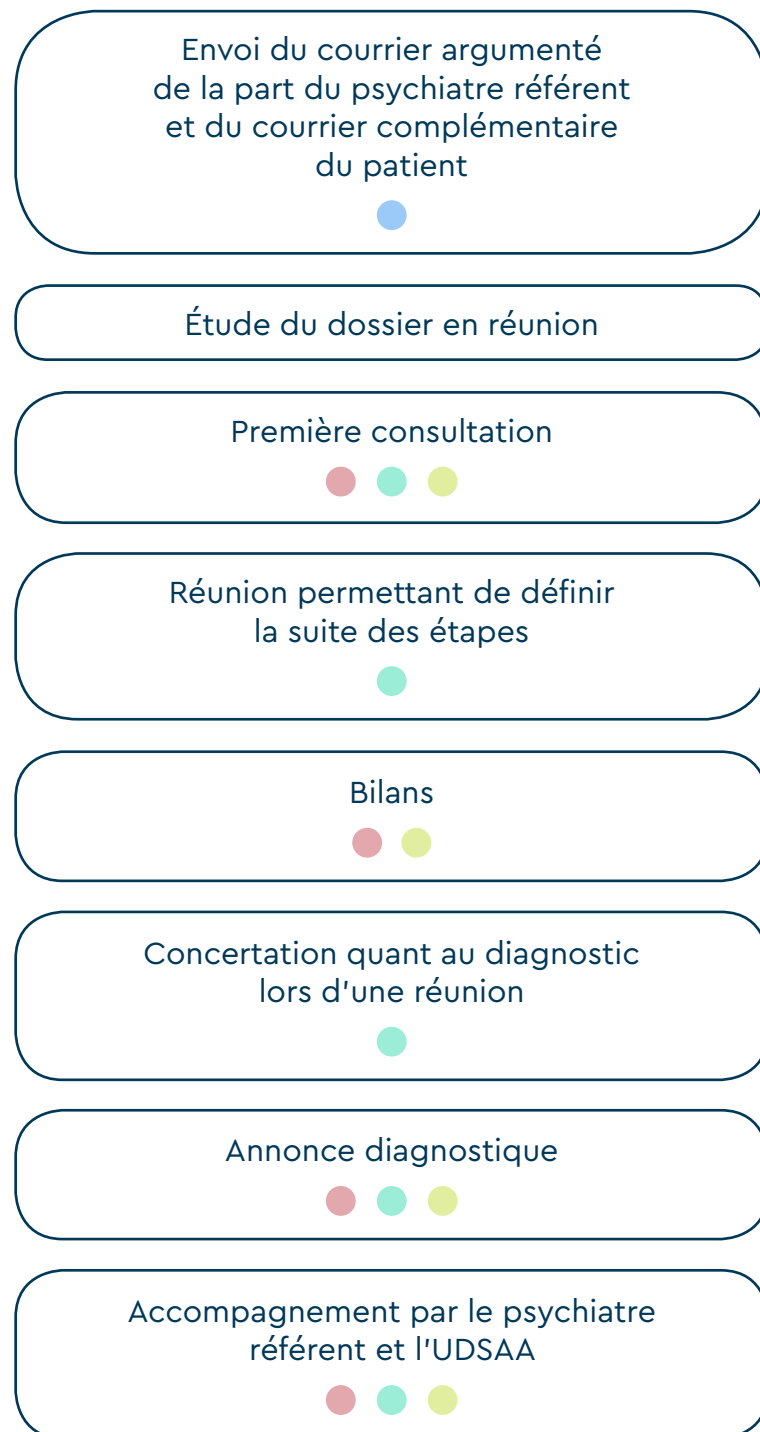 Envoi du courrier argumenté
de la part du psychiatre référent
et du courrier complémentaire
du patient
Étude du dossier en réunion
Première consultation
Réunion permettant de définir
la suite des étapes
Bilans
Concertation quant au diagnostic
lors d'une réunion
Annonce diagnostique
Accompagnement par le psychiatre
référent et l'UDSAA